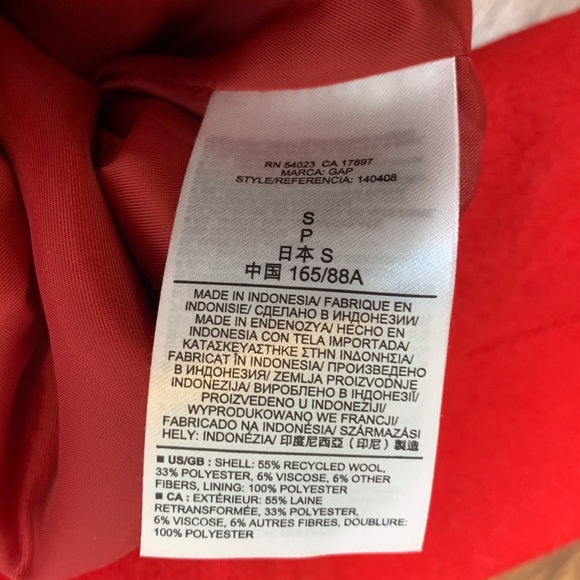 RN 54023 CA 17897
MARCA: GAP
STYLE/REFERENCIA: 140408
S
P
日本 S
中国 165/88A
MADE IN INDONESIA/ FABRIQUE EN
INDONISIE/ СДЕЛАНО В ИНДОНЕЗИИ/
MADE IN ENDENOZYA/ HECHO EN
INDONESIA CON TELA IMPORTADA/
ΚΑΤΑΣΚΕΥΑΣΤΗΚΕ ΣΤΗΝ ΙΝΔΟΝΗΣΙΑ/
FABRICAT ÎN INDONESIA/ ПРОИЗВЕДЕНО
В ИНДОНЕЗИЯ/ ZEMLJA PROIZVODNJE
INDONEZIJA/ ВИРОБЛЕНО В ІНДОНЕЗІЇ/
PROIZVEDENO U INDONEZIJI/
WYPRODUKOWANO WE FRANCJI/
FABRICADO NA INDONÉSIA/ SZÁRMAZÁSI
HELY: INDONÉZIA/ 印度尼西亞 (印尼) 製造
■ US/GB : SHELL: 55% RECYCLED WOOL,
33% POLYESTER, 6% VISCOSE, 6% OTHER
FIBERS, LINING: 100% POLYESTER
■ CA : EXTÉRIEUR: 55% LAINE
RETRANSFORMÉE, 33% POLYESTER,
6% VISCOSE, 6% AUTRES FIBRES, DOUBLURE:
100% POLYESTER